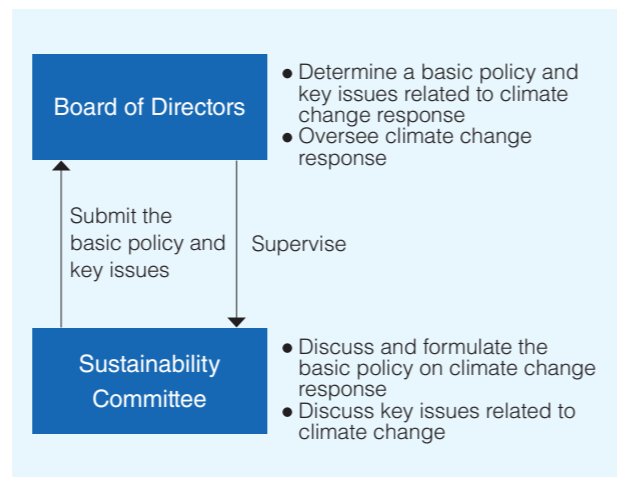 Board of Directors
● Determine a basic policy and
key issues related to climate
change response
● Oversee climate change
response
Submit the
basic policy and
key issues
Supervise
Sustainability
Committee
● Discuss and formulate the
basic policy on climate change
response
● Discuss key issues related to
climate change